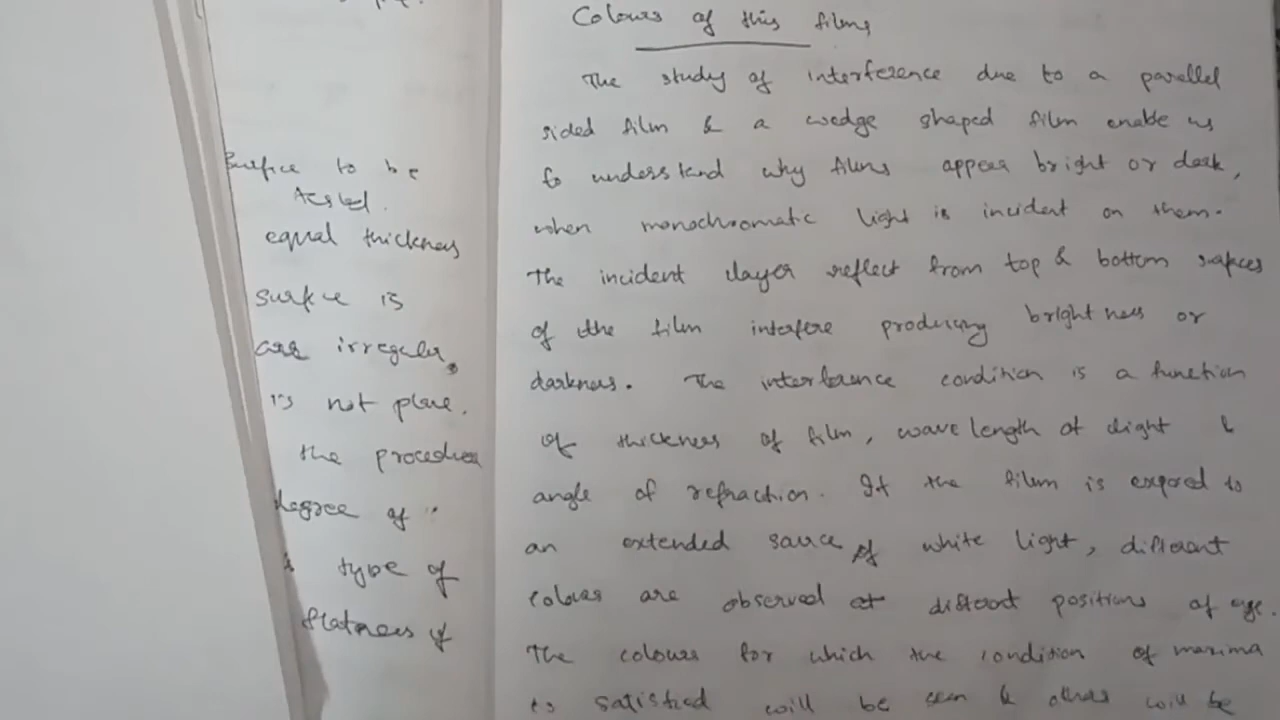 Surfice to be
Tested.
equal thickness
surfce is
are irregular,
is not plane.
the procedure
degree of
type of
flatness of
Colours of this films
The study of interference due to a parallel
sided film & a wedge shaped film enable us
to understand why films appear bright or dark,
when monochromatic light is incident on them.
The incident layer reflect from top & bottom surfaces
of the film interfere producing brightness or
darkness. The interference condition is a function
of thickness of film, wave length of light &
angle of refraction. If the film is exposed to
an extended source of white light, different
colours are observed at different positions of eye.
The colours for which the condition of maxima
is satisfied will be seen & others will be